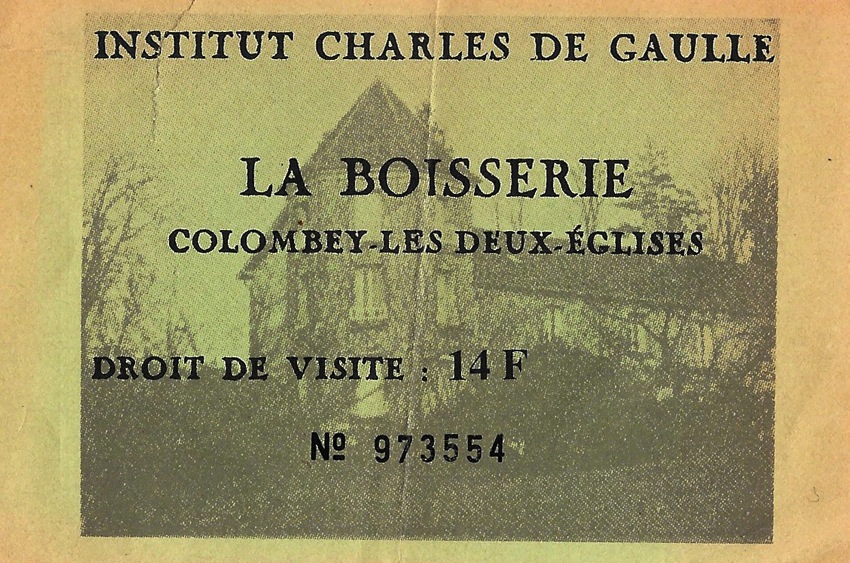 INSTITUT CHARLES DE GAULLE
LA BOISSERIE
COLOMBEY-LES DEUX-ÉGLISES
DROIT DE VISITE : 14 F
Nº 973554